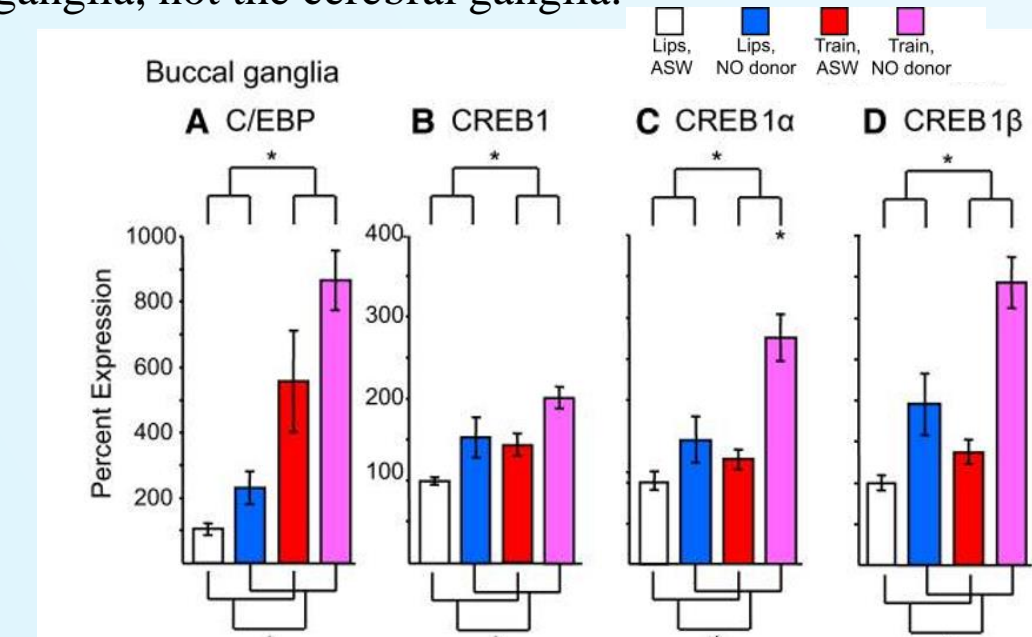 ganglia, not the cerebral ganglia.
Lips, ASW
Lips, NO donor
Train, ASW
Train, NO donor
Buccal ganglia
A C/EBP
B CREB1
C CREB1α
D CREB1β
*
*
*
*
*
Percent Expression
1000
800
600
400
200
400
300
200
100